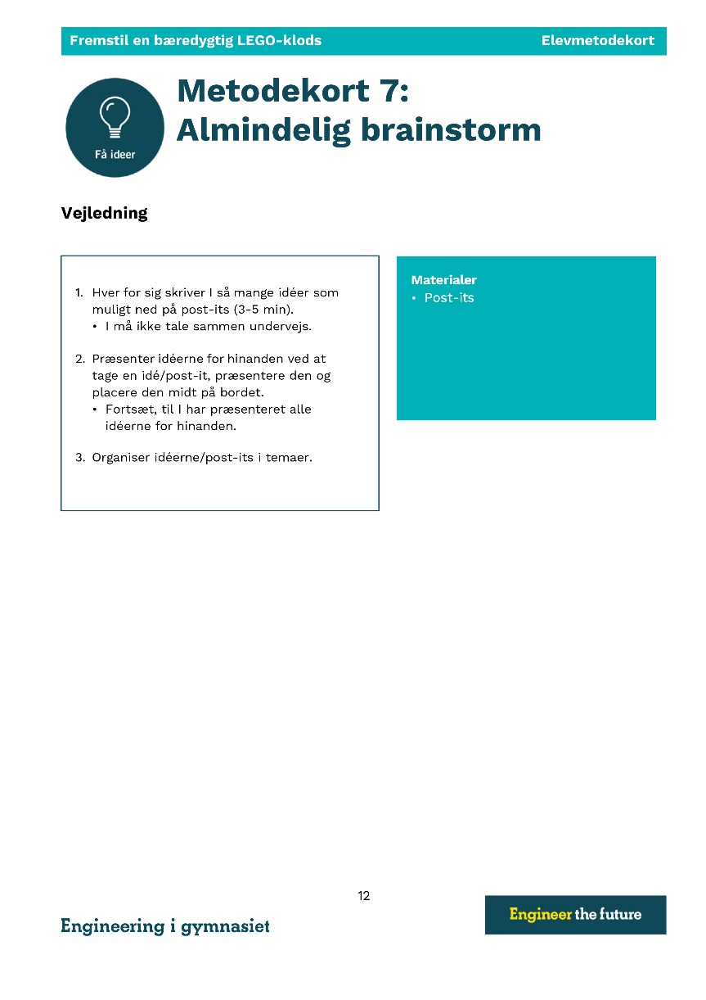 Fremstil en bæredygtig LEGO-klods Elevmetodekort
Metodekort 7:
Almindelig brainstorm
Få ideer
Vejledning
1. Hver for sig skriver I så mange idéer som
muligt ned på post-its (3-5 min).
• I må ikke tale sammen undervejs.
2. Præsenter idéerne for hinanden ved at
tage en idé/post-it, præsentere den og
placere den midt på bordet.
• Fortsæt, til I har præsenteret alle
idéerne for hinanden.
3. Organiser idéerne/post-its i temaer.
Materialer
• Post-its
12
Engineering i gymnasiet
Engineer the future